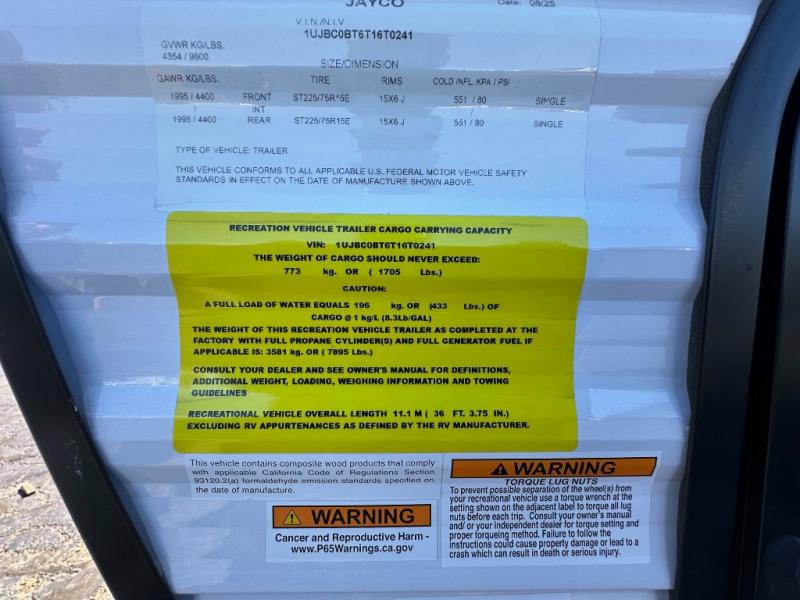 JAYCO Date: 08/25
V.I.N./N.I.V
1UJBC0BT6T16T0241
GVWR KG/LBS.
4354 / 9600
SIZE/DIMENSION
GAWR KG/LBS. TIRE RIMS COLD INFL. KPA / PSI
1995 / 4400 FRONT ST225/75R15E 15X6 J 551 / 80 SINGLE
/ INT /
1995 / 4400 REAR ST225/75R15E 15X6 J 551 / 80 SINGLE
TYPE OF VEHICLE: TRAILER
THIS VEHICLE CONFORMS TO ALL APPLICABLE U.S. FEDERAL MOTOR VEHICLE SAFETY
STANDARDS IN EFFECT ON THE DATE OF MANUFACTURE SHOWN ABOVE.
RECREATION VEHICLE TRAILER CARGO CARRYING CAPACITY
VIN: 1UJBC0BT6T16T0241
THE WEIGHT OF CARGO SHOULD NEVER EXCEED:
773 kg. OR ( 1705 Lbs.)
CAUTION:
A FULL LOAD OF WATER EQUALS 196 kg. OR (433 Lbs.) OF
CARGO @ 1 kg/L (8.3Lb/GAL)
THE WEIGHT OF THIS RECREATION VEHICLE TRAILER AS COMPLETED AT THE
FACTORY WITH FULL PROPANE CYLINDER(S) AND FULL GENERATOR FUEL IF
APPLICABLE IS: 3581 kg. OR ( 7895 Lbs.)
CONSULT YOUR DEALER AND SEE OWNER'S MANUAL FOR DEFINITIONS,
ADDITIONAL WEIGHT, LOADING, WEIGHING INFORMATION AND TOWING
GUIDELINES
RECREATIONAL VEHICLE OVERALL LENGTH 11.1 M ( 36 FT. 3.75 IN.)
EXCLUDING RV APPURTENANCES AS DEFINED BY THE RV MANUFACTURER.
This vehicle contains composite wood products that comply
with applicable California Code of Regulations Section
93120.2(a) formaldehyde emission standards specified on
the date of manufacture.
WARNING
Cancer and Reproductive Harm -
www.P65Warnings.ca.gov
WARNING
TORQUE LUG NUTS
To prevent possible separation of the wheel(s) from
your recreational vehicle use a torque wrench at the
setting shown on the adjacent label to torque all lug
nuts before each trip. Consult your owner's manual
and/ or your independent dealer for torque setting and
proper torqueing method. Failure to follow the
instructions could cause property damage or lead to a
crash which can result in death or serious injury.